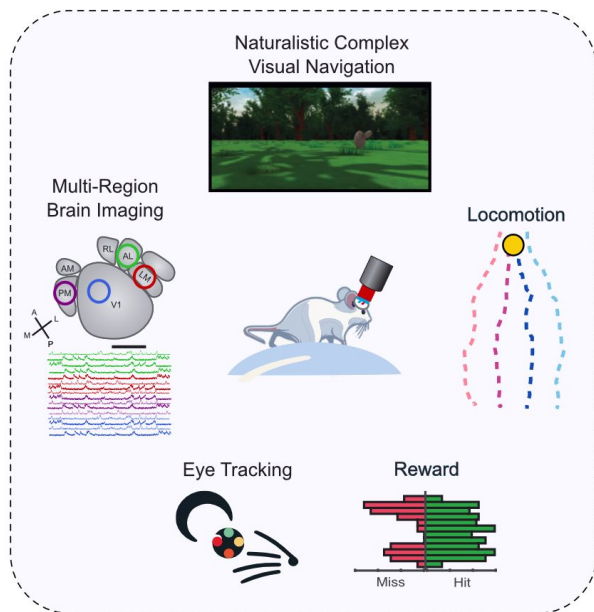 Naturalistic Complex
Visual Navigation
Multi-Region
Brain Imaging
RL
AL
LM
AM
PM
V1
A
L
M
P
Locomotion
Eye Tracking
Reward
Miss
Hit